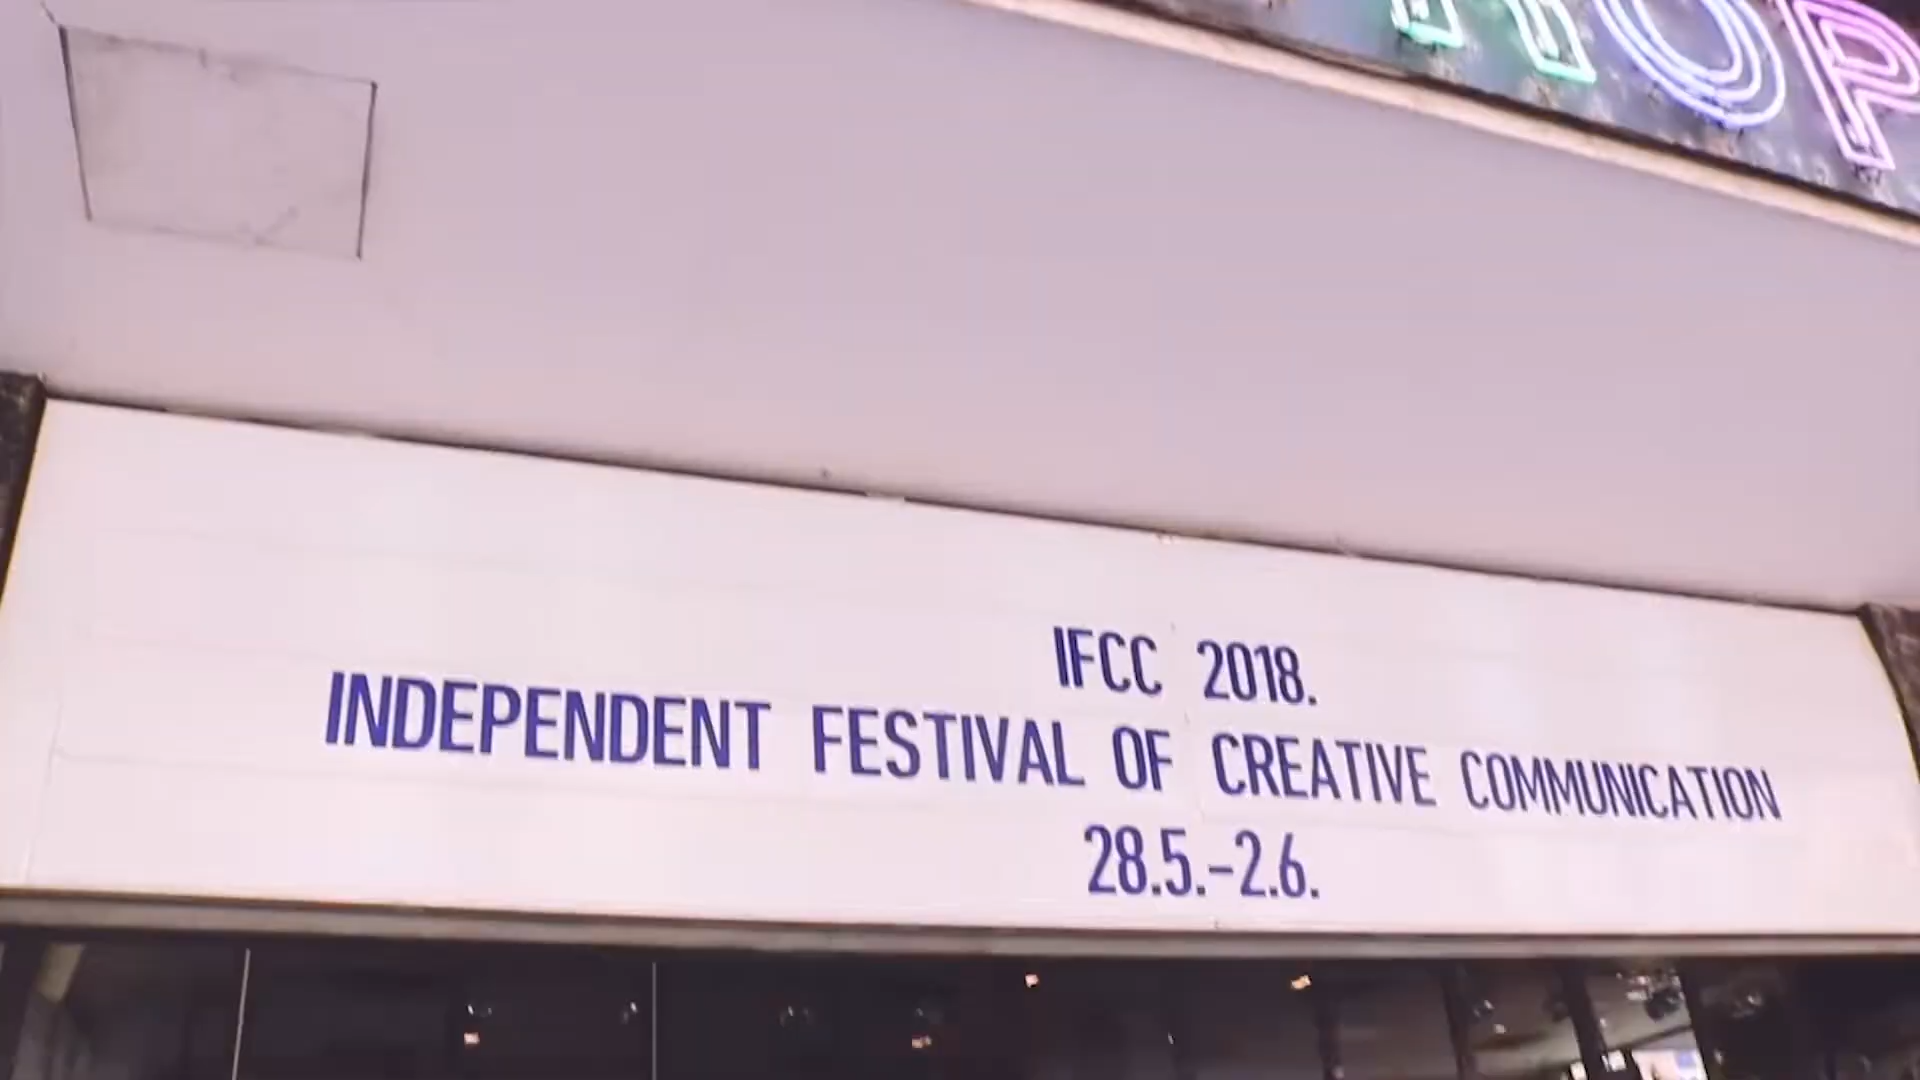 IFCC 2018.
INDEPENDENT FESTIVAL OF CREATIVE COMMUNICATION
28.5.-2.6.